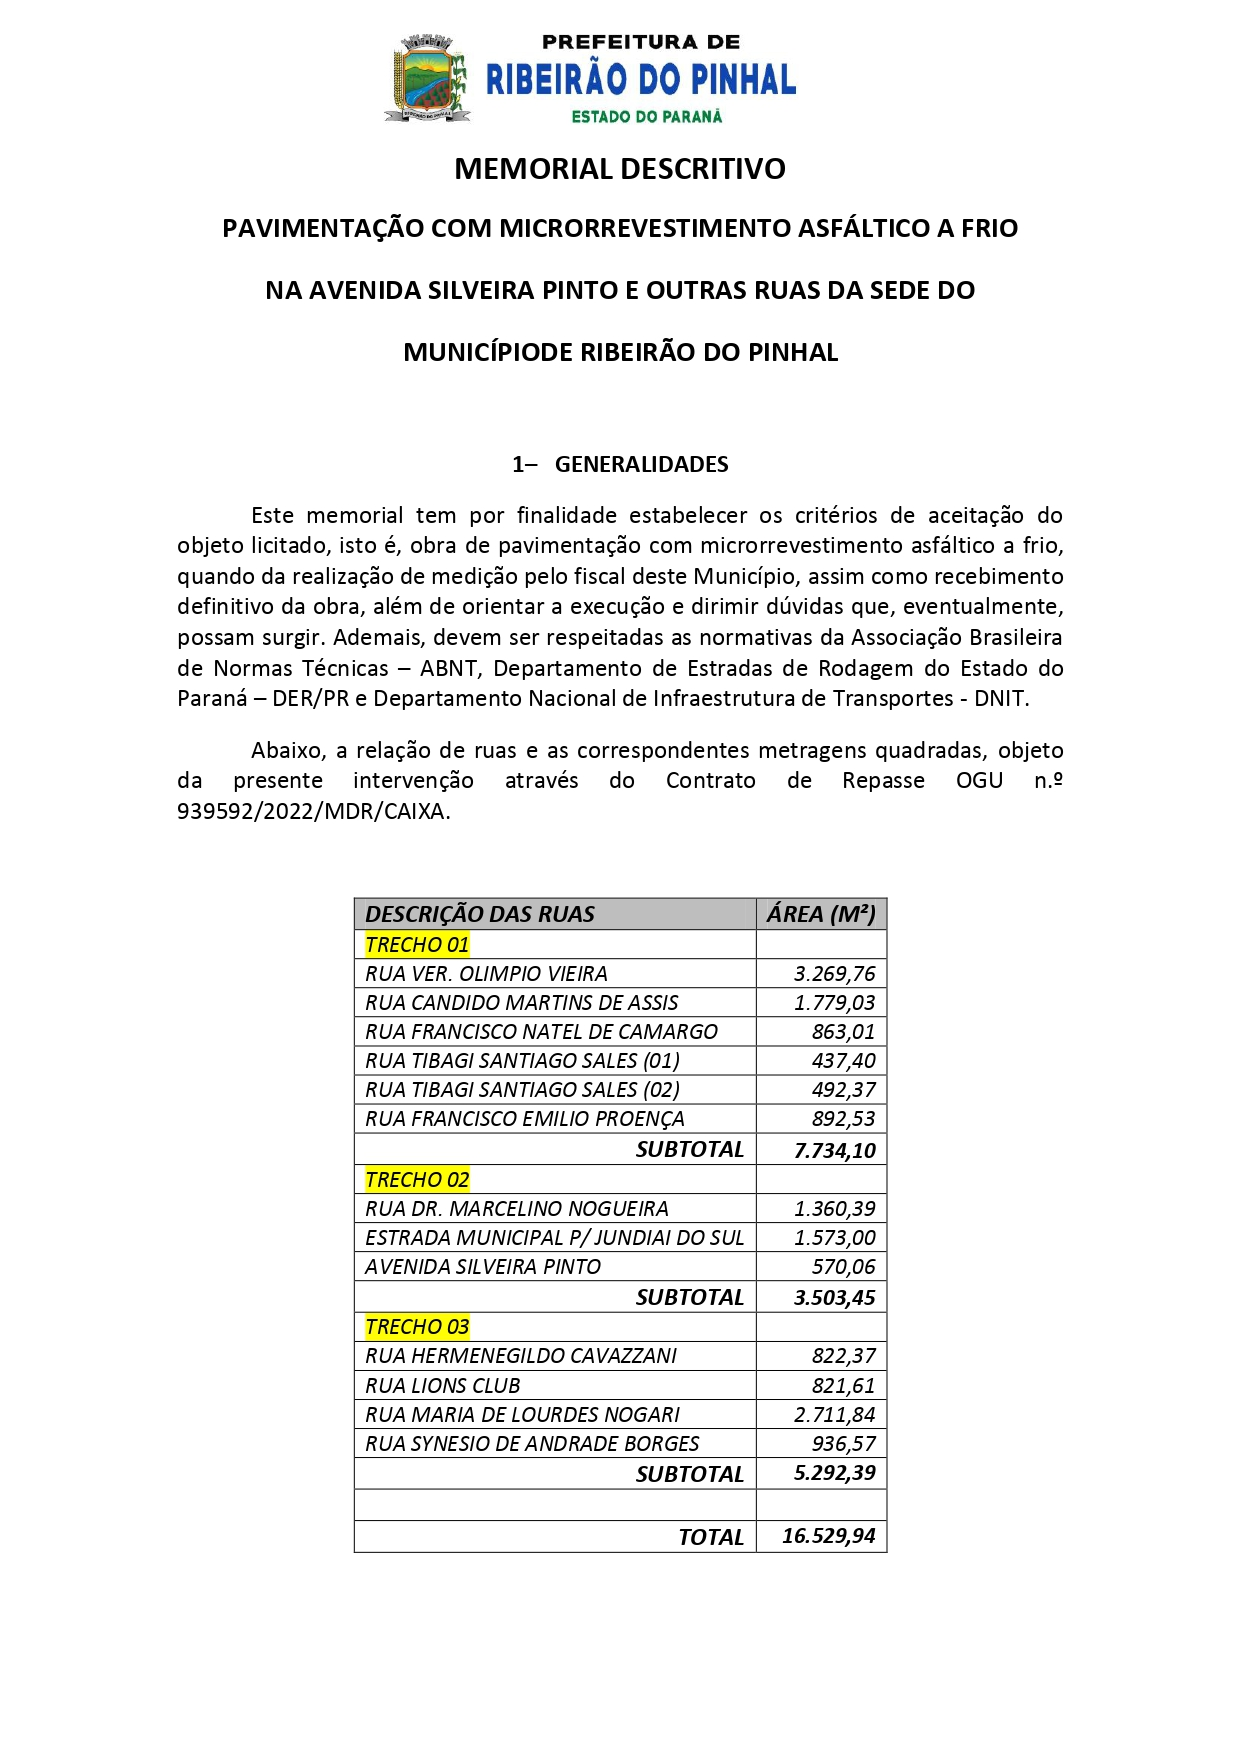 PREFEITURA DE
RIBEIRÃO DO PINHAL
ESTADO DO PARANÁ
RIBEIRÃO DO PINHAL
MEMORIAL DESCRITIVO
PAVIMENTAÇÃO COM MICRORREVESTIMENTO ASFÁLTICO A FRIO
NA AVENIDA SILVEIRA PINTO E OUTRAS RUAS DA SEDE DO
MUNICÍPIODE RIBEIRÃO DO PINHAL
1– GENERALIDADES
Este memorial tem por finalidade estabelecer os critérios de aceitação do
objeto licitado, isto é, obra de pavimentação com microrrevestimento asfáltico a frio,
quando da realização de medição pelo fiscal deste Município, assim como recebimento
definitivo da obra, além de orientar a execução e dirimir dúvidas que, eventualmente,
possam surgir. Ademais, devem ser respeitadas as normativas da Associação Brasileira
de Normas Técnicas – ABNT, Departamento de Estradas de Rodagem do Estado do
Paraná – DER/PR e Departamento Nacional de Infraestrutura de Transportes - DNIT.
Abaixo, a relação de ruas e as correspondentes metragens quadradas, objeto
da presente intervenção através do Contrato de Repasse OGU n.º
939592/2022/MDR/CAIXA.
DESCRIÇÃO DAS RUAS ÁREA (M²)
TRECHO 01
RUA VER. OLIMPIO VIEIRA 3.269,76
RUA CANDIDO MARTINS DE ASSIS 1.779,03
RUA FRANCISCO NATEL DE CAMARGO 863,01
RUA TIBAGI SANTIAGO SALES (01) 437,40
RUA TIBAGI SANTIAGO SALES (02) 492,37
RUA FRANCISCO EMILIO PROENÇA 892,53
SUBTOTAL 7.734,10
TRECHO 02
RUA DR. MARCELINO NOGUEIRA 1.360,39
ESTRADA MUNICIPAL P/ JUNDIAI DO SUL 1.573,00
AVENIDA SILVEIRA PINTO 570,06
SUBTOTAL 3.503,45
TRECHO 03
RUA HERMENEGILDO CAVAZZANI 822,37
RUA LIONS CLUB 821,61
RUA MARIA DE LOURDES NOGARI 2.711,84
RUA SYNESIO DE ANDRADE BORGES 936,57
SUBTOTAL 5.292,39
TOTAL 16.529,94